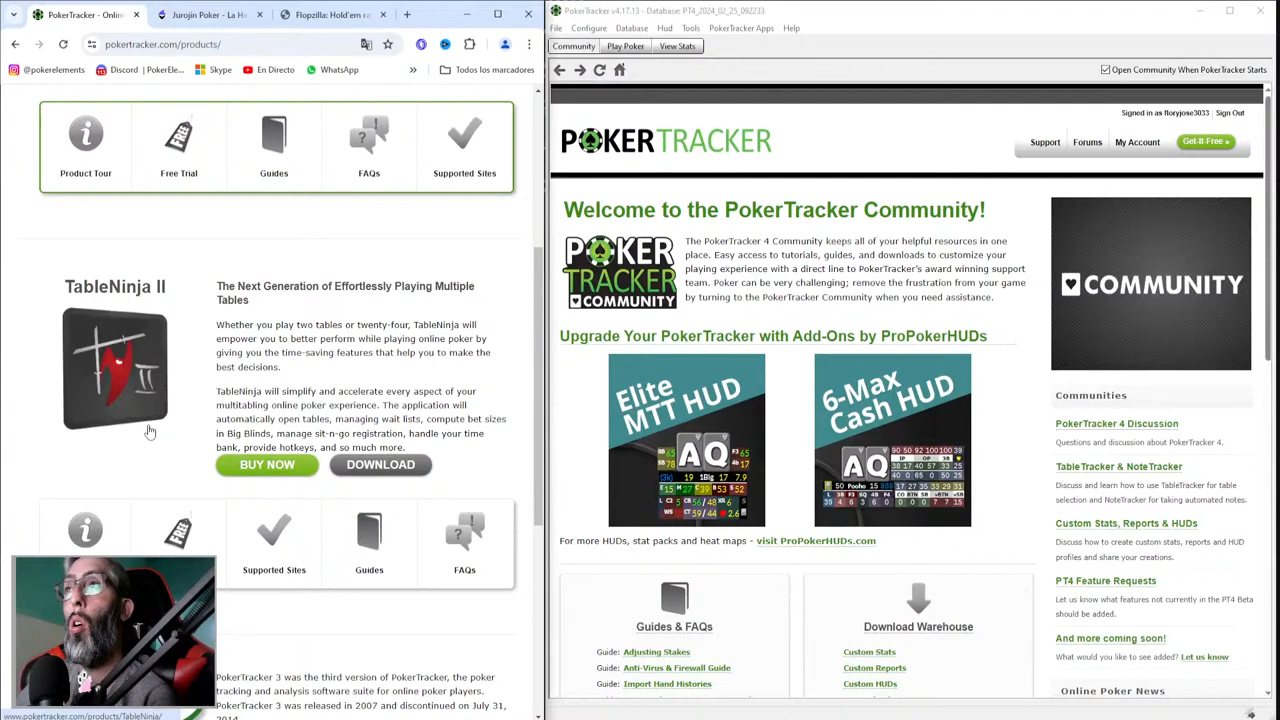 PokerTracker - Online
Jurojin Poker - La He
Flopzilla: Hold'em ra
pokertracker.com/products/
@pokerelements
Discord | PokerEle...
Skype
En Directo
WhatsApp
Todos los marcadores
Product Tour
FREE
Free Trial
Guides
FAQs
Supported Sites
TableNinja II
The Next Generation of Effortlessly Playing Multiple
Tables
Whether you play two tables or twenty-four, TableNinja will
empower you to better perform while playing online poker by
giving you the time-saving features that help you to make the
best decisions.
TableNinja will simplify and accelerate every aspect of your
multitabling online poker experience. The application will
automatically open tables, managing wait lists, compute bet sizes
in Big Blinds, manage sit-n-go registration, handle your time
bank, provide hotkeys, and so much more.
BUY NOW
DOWNLOAD
Supported Sites
Guides
FAQs
PokerTracker 3 was the third version of PokerTracker, the poker
tracking and analysis software suite for online poker players.
PokerTracker 3 was released in 2007 and discontinued on July 31,
2014
www.pokertracker.com/products/TableNinja/
PokerTracker v4.17.13 - Database: PT4_2024_02_25_092233
File Configure Database Hud Tools PokerTracker Apps Help
Community Play Poker View Stats
Open Community When PokerTracker Starts
Signed in as floryjose3033 | Sign Out
POKERTRACKER
Support Forums My Account Get-It-Free »
Welcome to the PokerTracker Community!
POKER
TRACKER
COMMUNITY
The PokerTracker 4 Community keeps all of your helpful resources in one
place. Easy access to tutorials, guides, and downloads to customize your
playing experience with a direct line to PokerTracker's award winning support
team. Poker can be very challenging; remove the frustration from your game
by turning to the PokerTracker Community when you need assistance.
COMMUNITY
Upgrade Your PokerTracker with Add-Ons by ProPokerHUDs
Elite
MTT HUD
AQ
6-Max
Cash HUD
AQ
For more HUDs, stat packs and heat maps - visit ProPokerHUDs.com
Guides & FAQs
Guide: Adjusting Stakes
Guide: Anti-Virus & Firewall Guide
Guide: Import Hand Histories
Download Warehouse
Custom Stats
Custom Reports
Custom HUDs
Communities
PokerTracker 4 Discussion
Questions and discussion about PokerTracker 4.
TableTracker & NoteTracker
Discuss and learn how to use TableTracker for table
selection and NoteTracker for taking automated notes.
Custom Stats, Reports & HUDs
Discuss how to create custom stats, reports and HUD
profiles and share your creations.
PT4 Feature Requests
Let us know what features not currently in the PT4 Beta
should be added.
And more coming soon!
What would you like to see added? Let us know
Online Poker News